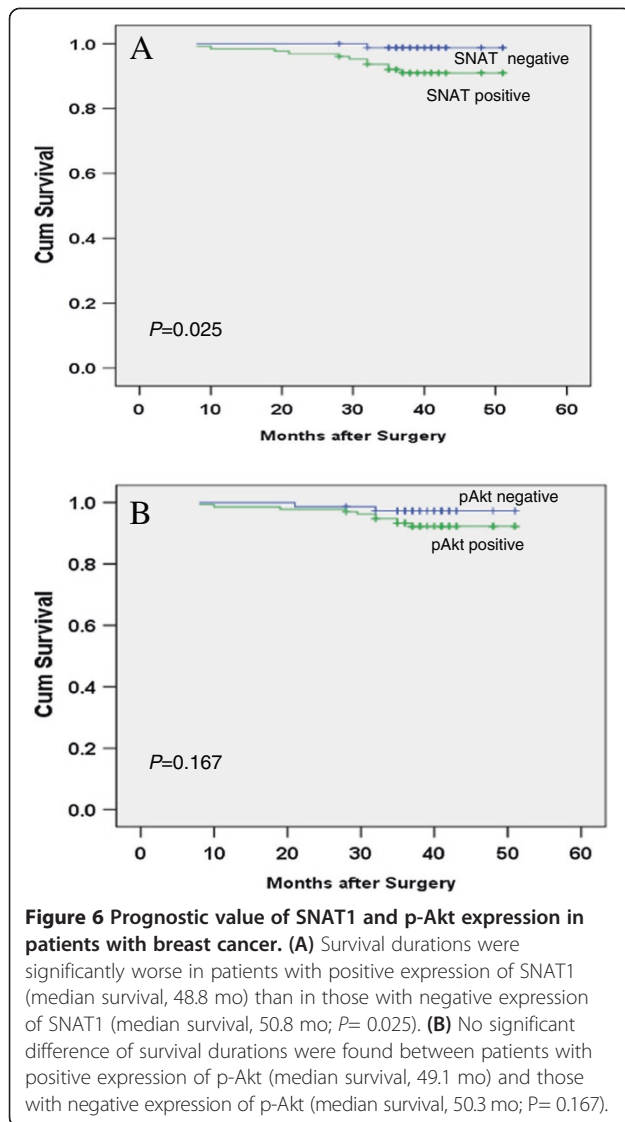 A
SNAT negative
SNAT positive
Cum Survival
1.0
0.8
0.6
0.4
0.2
0.0
P=0.025
0 10 20 30 40 50 60
Months after Surgery
B
pAkt negative
pAkt positive
Cum Survival
1.0
0.8
0.6
0.4
0.2
0.0
P=0.167
0 10 20 30 40 50 60
Months after Surgery
Figure 6 Prognostic value of SNAT1 and p-Akt expression in
patients with breast cancer. (A) Survival durations were
significantly worse in patients with positive expression of SNAT1
(median survival, 48.8 mo) than in those with negative expression
of SNAT1 (median survival, 50.8 mo; P= 0.025). (B) No significant
difference of survival durations were found between patients with
positive expression of p-Akt (median survival, 49.1 mo) and those
with negative expression of p-Akt (median survival, 50.3 mo; P= 0.167).